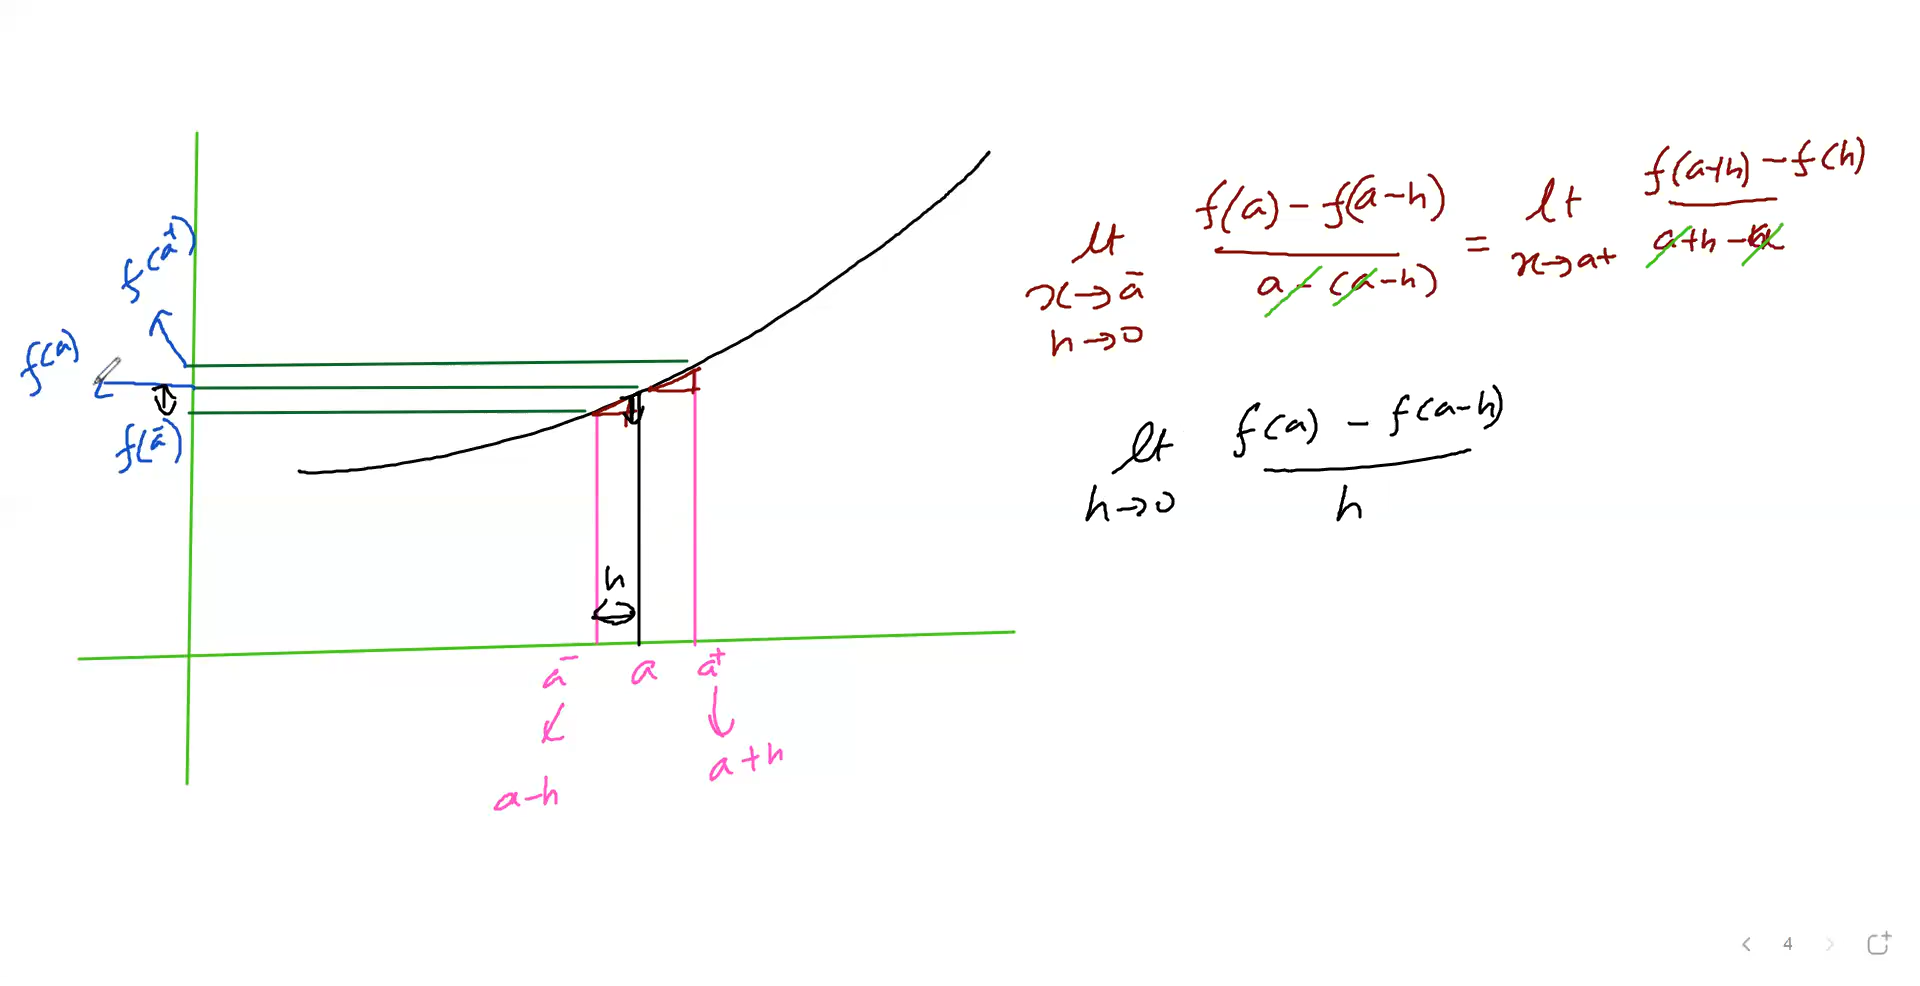 f(a⁺)
f(a)
f(a⁻)
h
a⁻ a a⁺
a-h
a+h
lt f(a) - f(a-h) / a - (a-h) = lt f(a+h) - f(h) / a+h - a
x→a⁻ x→a+
h→0
lt f(a) - f(a-h) / h
h→0
4